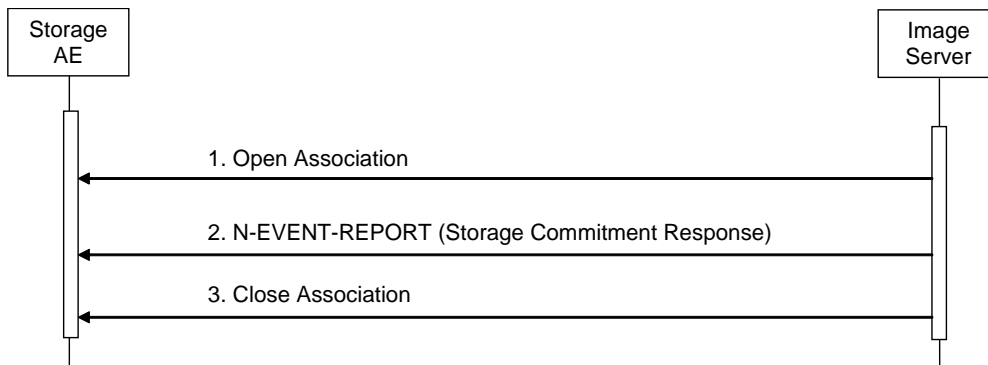 Storage
AE
Image
Server
1. Open Association
2. N-EVENT-REPORT (Storage Commitment Response)
3. Close Association